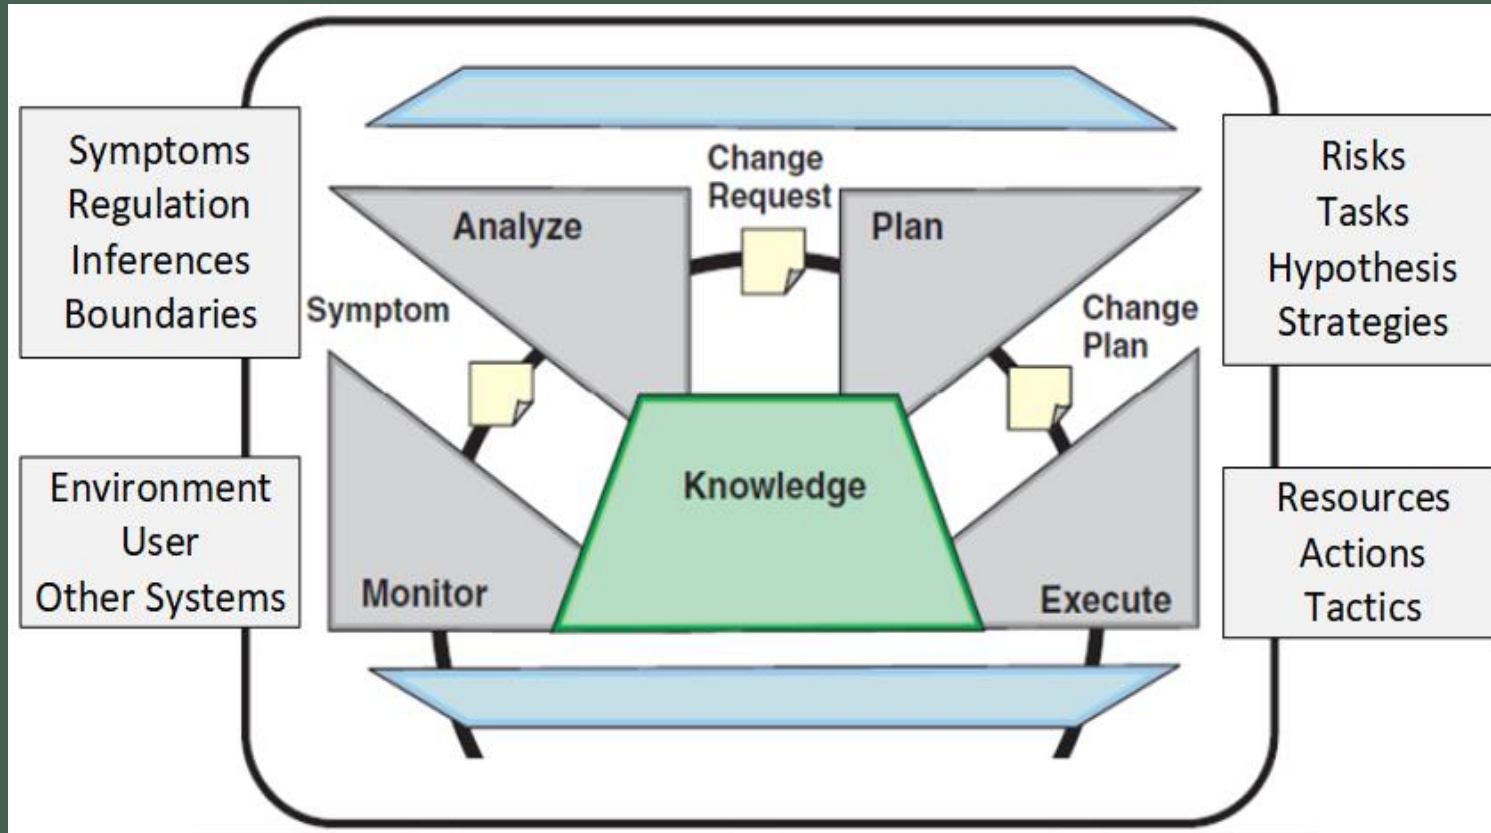 Symptoms
Regulation
Inferences
Boundaries
Environment
User
Other Systems
Change
Request
Analyze
Plan
Symptom
Change
Plan
Knowledge
Monitor
Execute
Risks
Tasks
Hypothesis
Strategies
Resources
Actions
Tactics